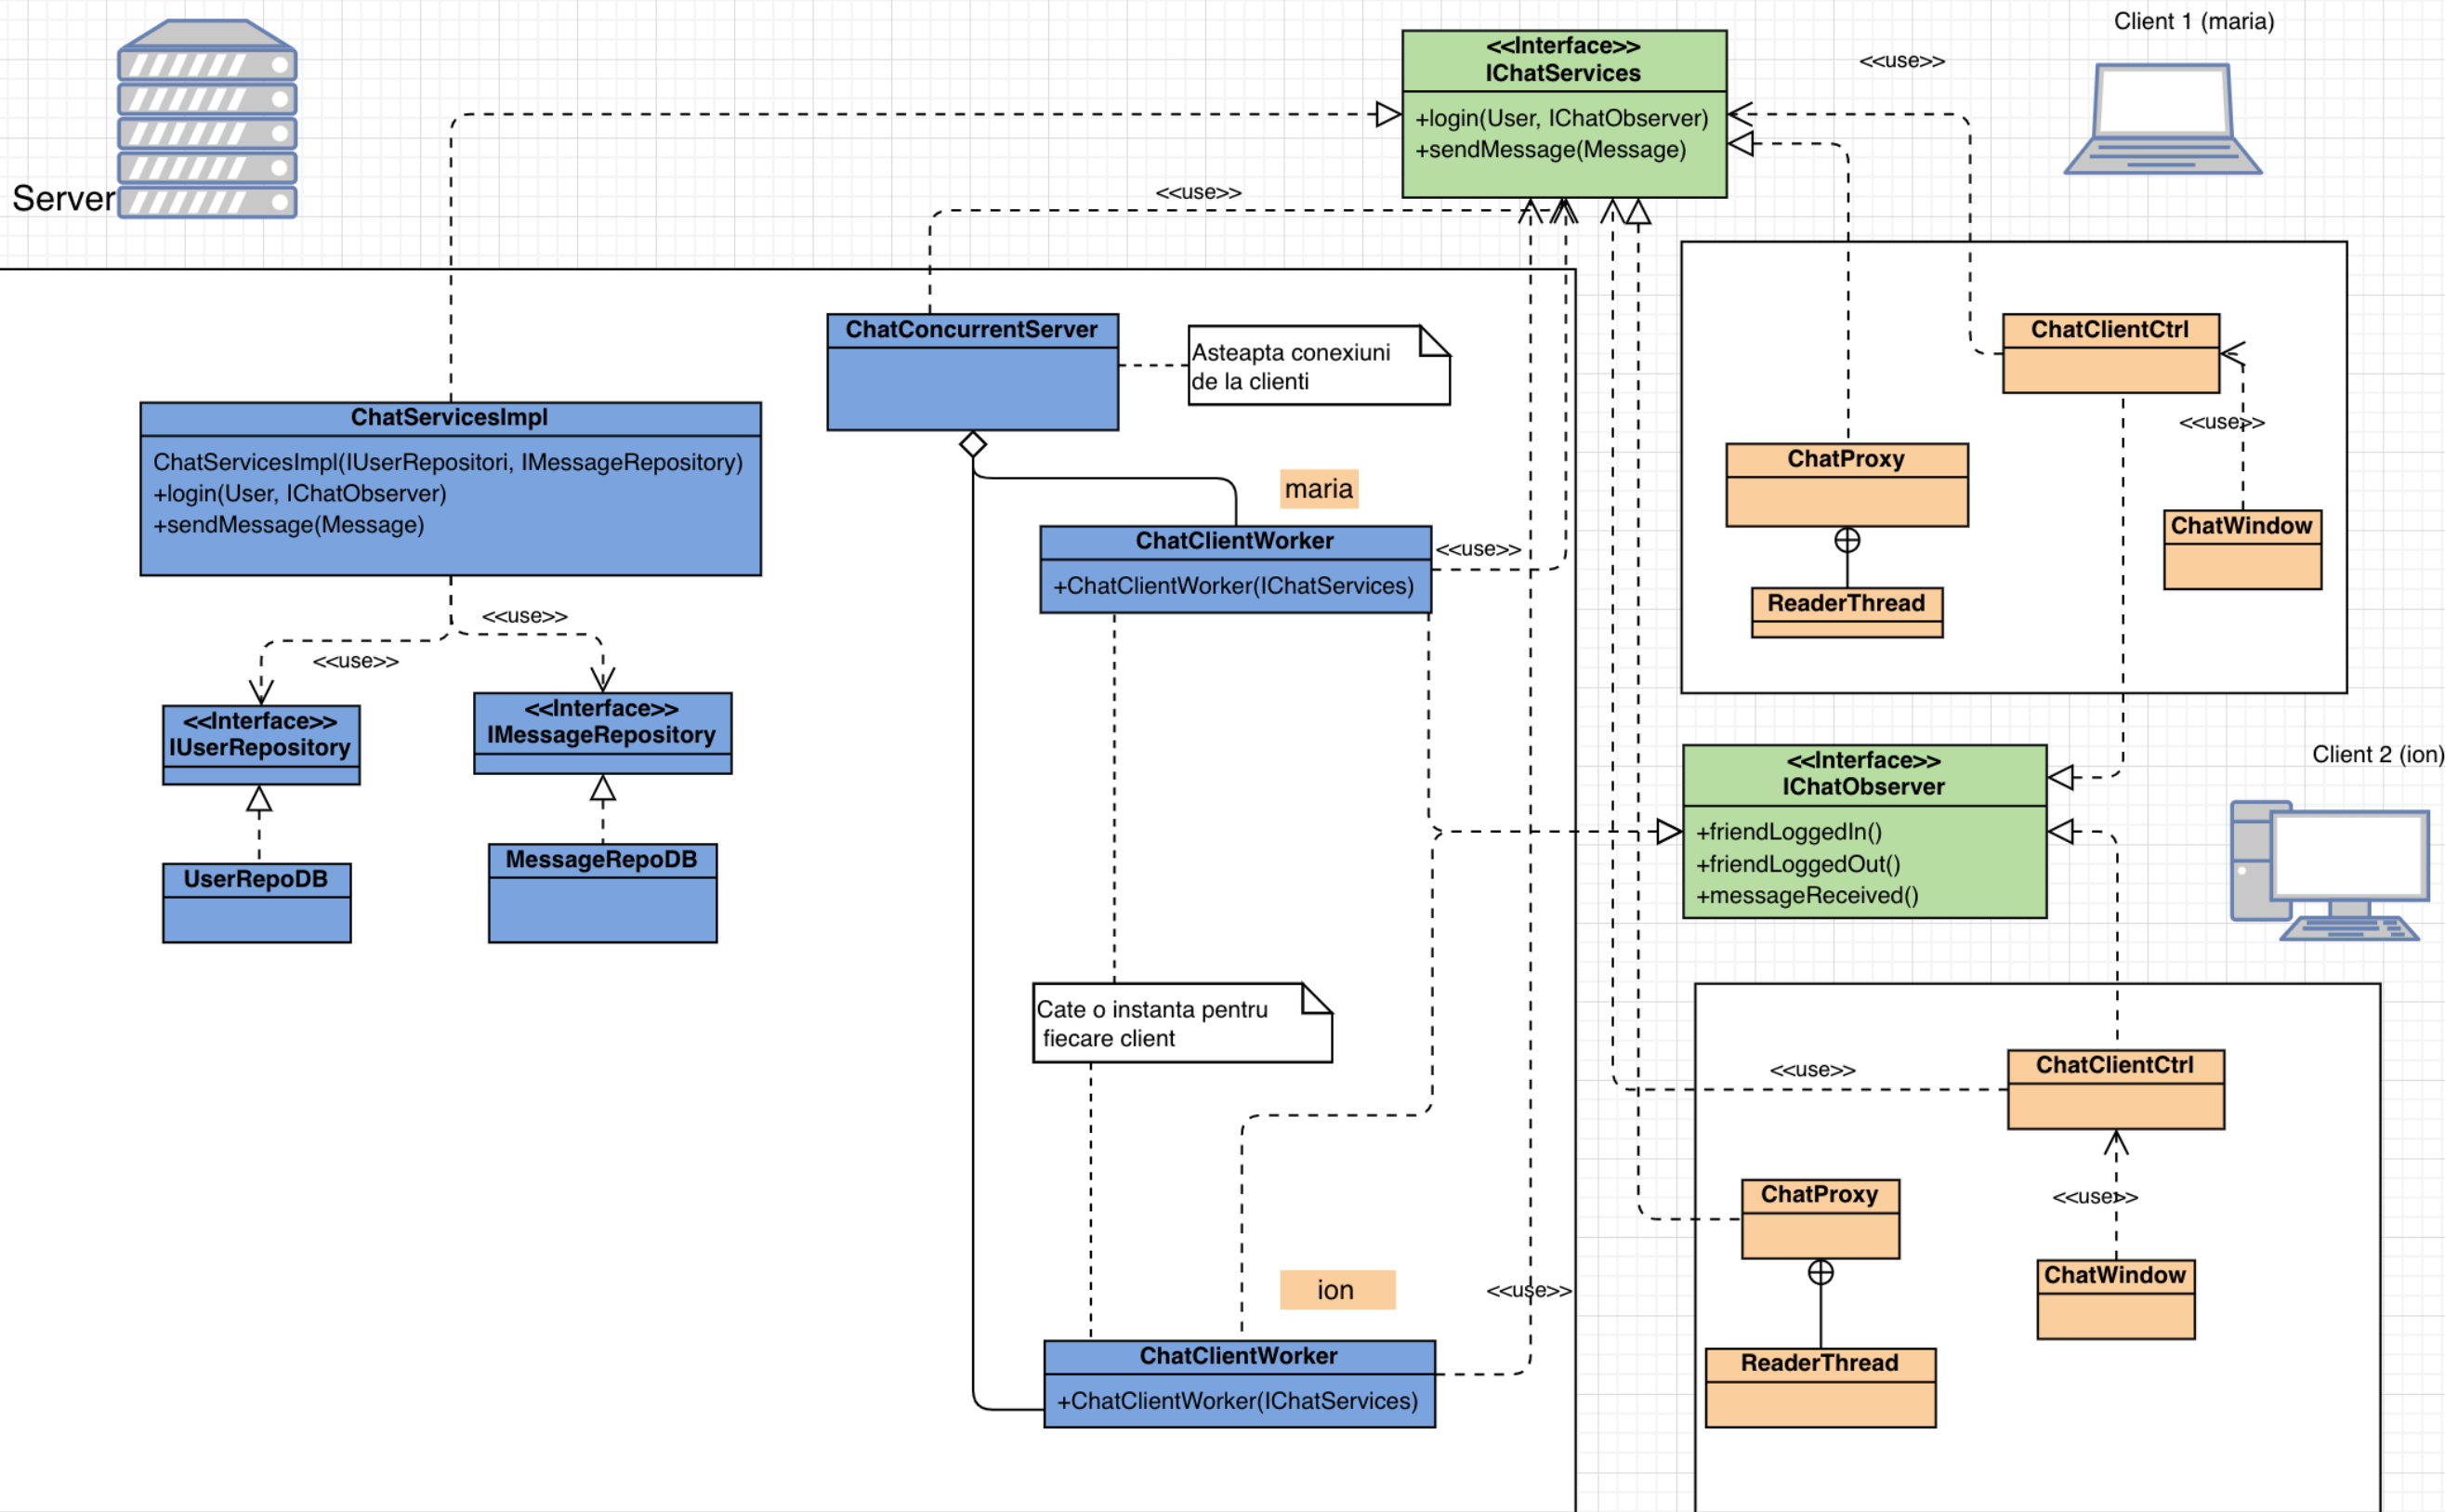 Client 1 (maria)
<<Interface>>
IChatServices
+login(User, IChatObserver)
+sendMessage(Message)
<<use>>
Server
<<use>>
ChatConcurrentServer
Asteapta conexiuni
de la clienti
ChatClientCtrl
<<use>>
ChatServicesImpl
ChatServicesImpl(IUserRepositori, IMessageRepository)
+login(User, IChatObserver)
+sendMessage(Message)
maria
ChatProxy
ChatWindow
ChatClientWorker
+ChatClientWorker(IChatServices)
<<use>>
ReaderThread
<<use>>
<<use>>
<<Interface>>
IUserRepository
<<Interface>>
IMessageRepository
<<Interface>>
IChatObserver
+friendLoggedIn()
+friendLoggedOut()
+messageReceived()
Client 2 (ion)
UserRepoDB
MessageRepoDB
Cate o instanta pentru
fiecare client
ChatClientCtrl
<<use>>
ChatProxy
<<use>>
ion
<<use>>
ChatWindow
ChatClientWorker
+ChatClientWorker(IChatServices)
ReaderThread